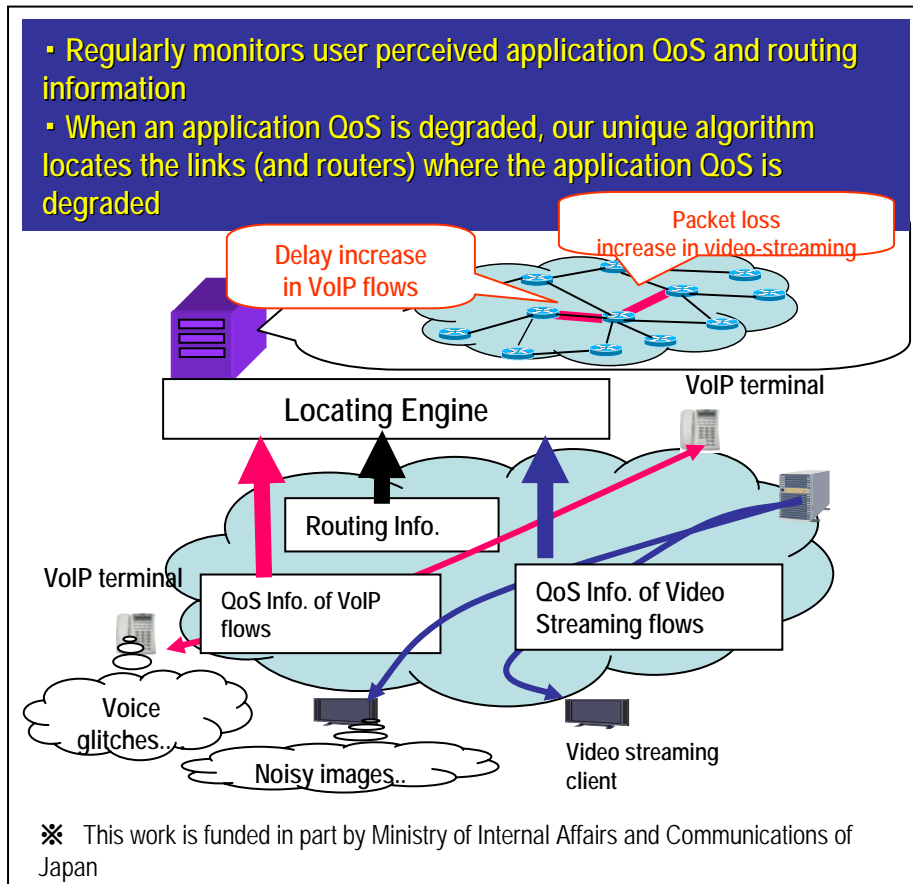 ・Regularly monitors user perceived application QoS and routing
information
・When an application QoS is degraded, our unique algorithm
locates the links (and routers) where the application QoS is
degraded
Packet loss
increase in video-streaming
Delay increase
in VoIP flows
VoIP terminal
Locating Engine
Routing Info.
VoIP terminal
QoS Info. of VoIP
flows
QoS Info. of Video
Streaming flows
Voice
glitches...
Noisy images..
Video streaming
client
※ This work is funded in part by Ministry of Internal Affairs and Communications of
Japan